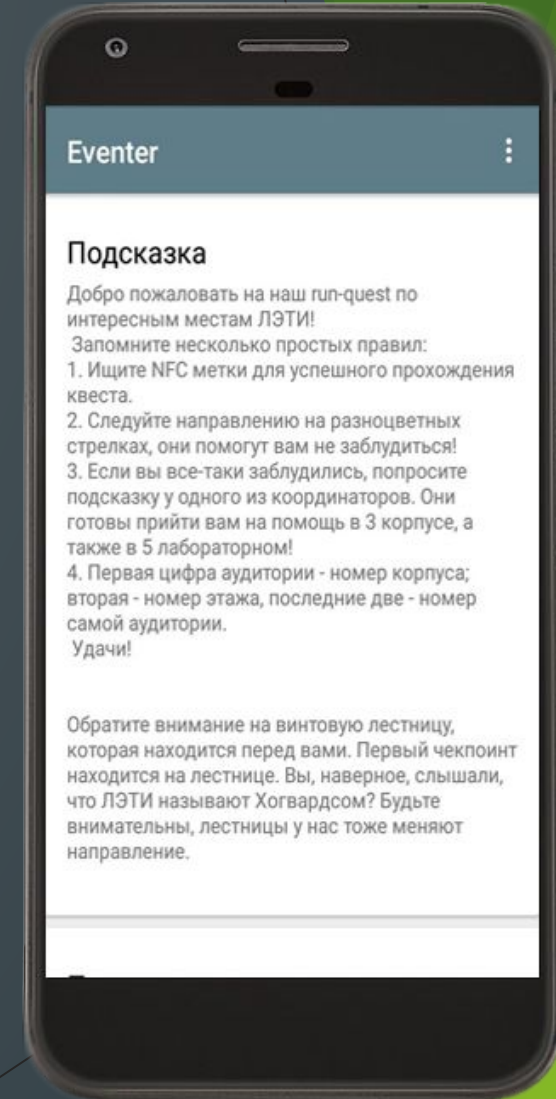 Eventer
Подсказка
Добро пожаловать на наш run-quest по
интересным местам ЛЭТИ!
Запомните несколько простых правил:
1. Ищите NFC метки для успешного прохождения
квеста.
2. Следуйте направлению на разноцветных
стрелках, они помогут вам не заблудиться!
3. Если вы все-таки заблудились, попросите
подсказку у одного из координаторов. Они
готовы прийти вам на помощь в 3 корпусе, а
также в 5 лабораторном!
4. Первая цифра аудитории - номер корпуса;
вторая - номер этажа, последние две - номер
самой аудитории.
Удачи!
Обратите внимание на винтовую лестницу,
которая находится перед вами. Первый чекпоинт
находится на лестнице. Вы, наверное, слышали,
что ЛЭТИ называют Хогвардсом? Будьте
внимательны, лестницы у нас тоже меняют
направление.